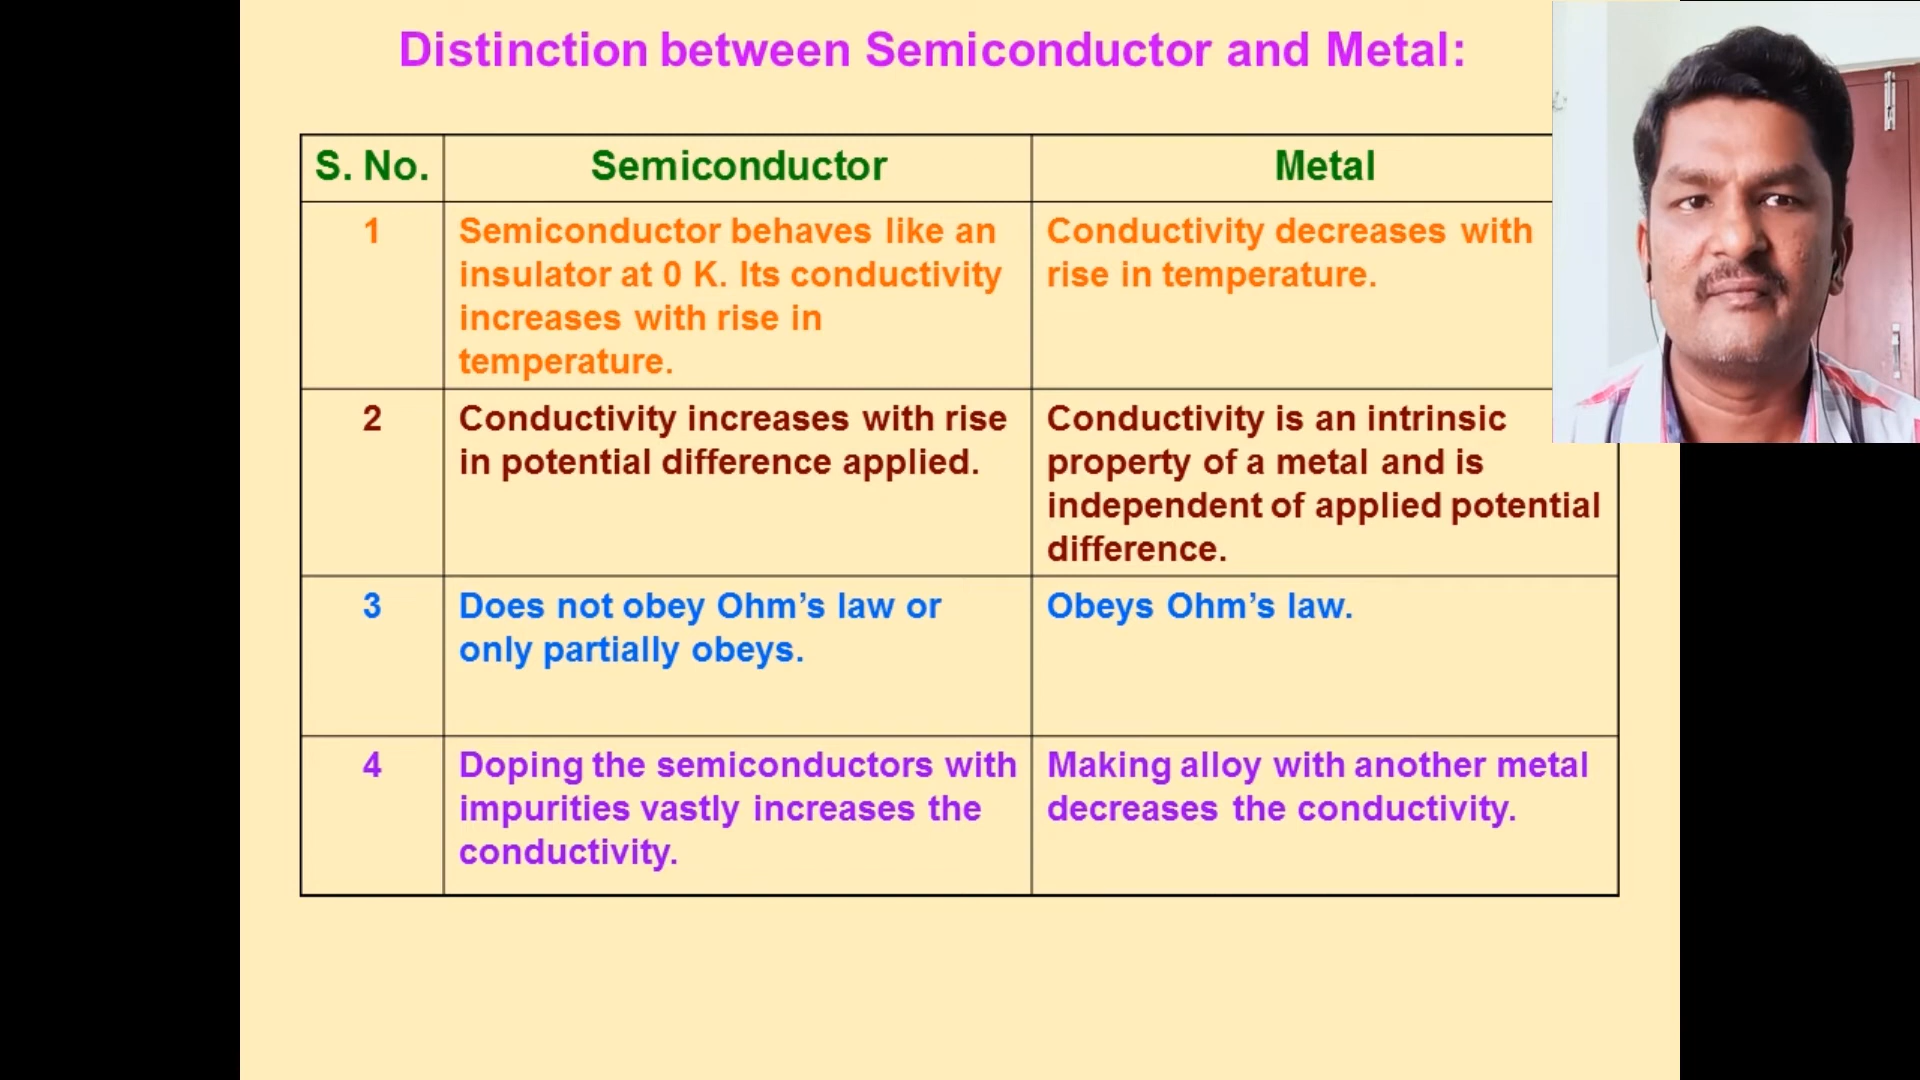 Distinction between Semiconductor and Metal:
S. No.
Semiconductor
Metal
1
Semiconductor behaves like an
insulator at 0 K. Its conductivity
increases with rise in
temperature.
Conductivity decreases with
rise in temperature.
2
Conductivity increases with rise
in potential difference applied.
Conductivity is an intrinsic
property of a metal and is
independent of applied potential
difference.
3
Does not obey Ohm’s law or
only partially obeys.
Obeys Ohm’s law.
4
Doping the semiconductors with
impurities vastly increases the
conductivity.
Making alloy with another metal
decreases the conductivity.